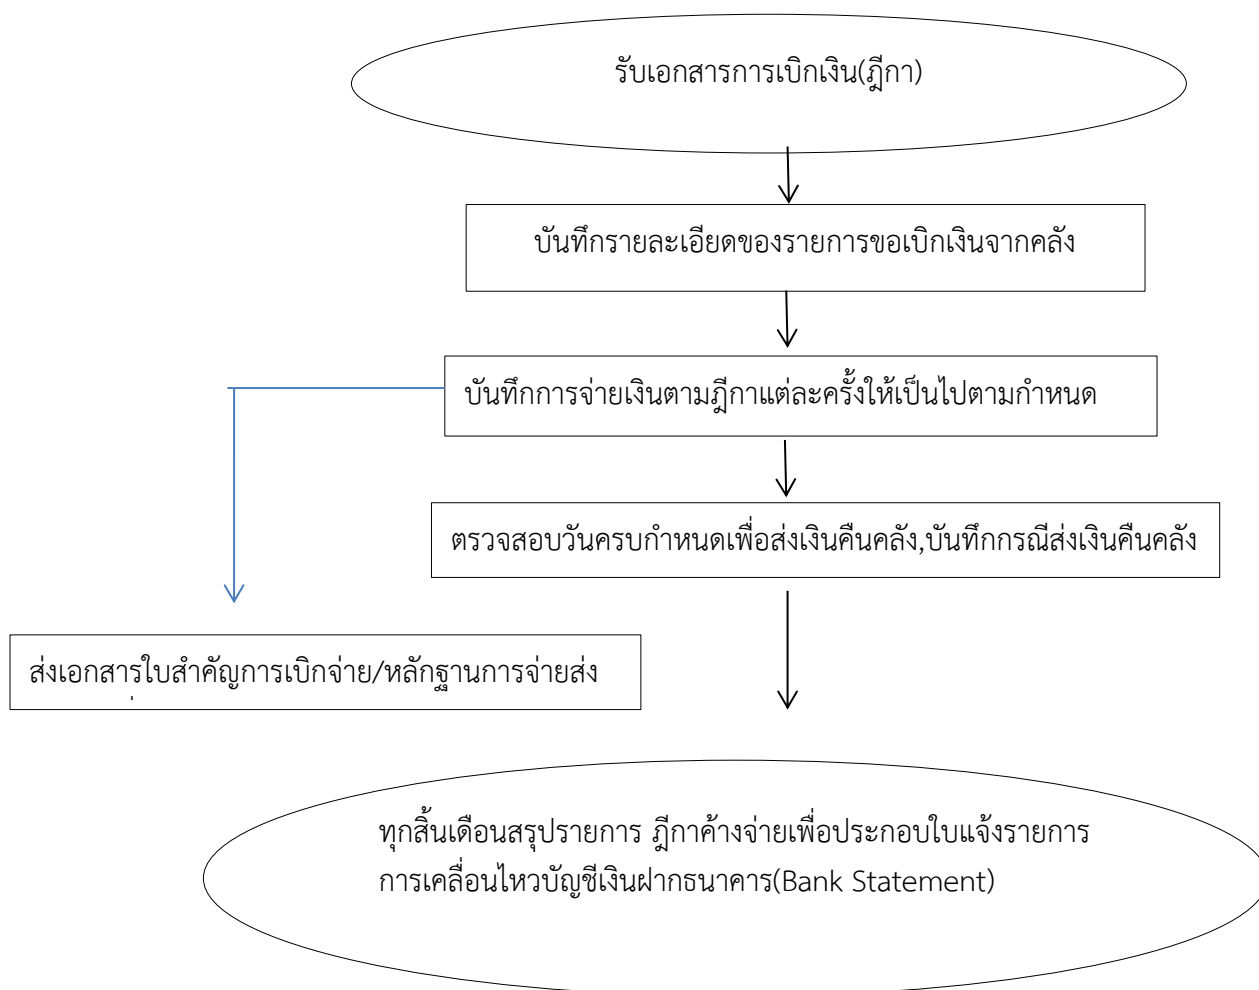 รับเอกสารการเบิกเงิน(ฎีกา)
บันทึกรายละเอียดของรายการขอเบิกเงินจากคลัง
บันทึกการจ่ายเงินตามฎีกาแต่ละครั้งให้เป็นไปตามกำหนด
ตรวจสอบวันครบกำหนดเพื่อส่งเงินคืนคลัง,บันทึกกรณีส่งเงินคืนคลัง
ส่งเอกสารใบสำคัญการเบิกจ่าย/หลักฐานการจ่ายส่ง
ทุกสิ้นเดือนสรุปรายการ ฎีกาค้างจ่ายเพื่อประกอบใบแจ้งรายการ
การเคลื่อนไหวบัญชีเงินฝากธนาคาร(Bank Statement)